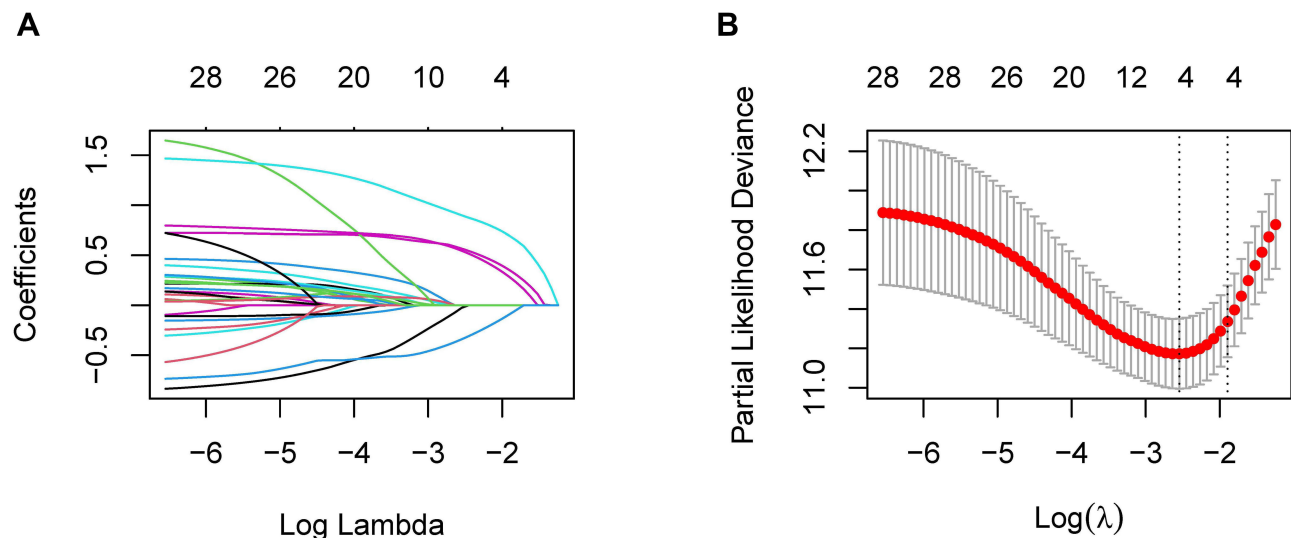 A
28 26 20 10 4
Coefficients
1.5
0.5
−0.5
−6 −5 −4 −3 −2
Log Lambda
B
28 28 26 20 12 4 4
Partial Likelihood Deviance
12.2
11.6
11.0
−6 −5 −4 −3 −2
Log(λ)